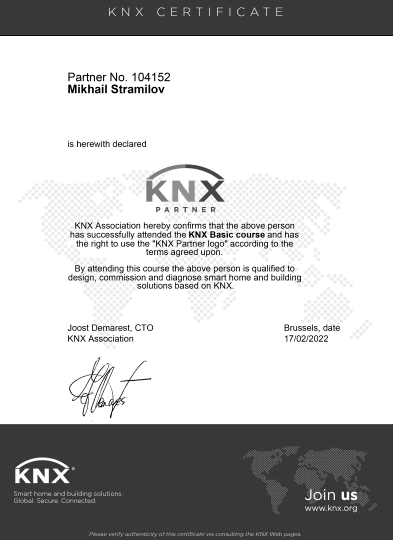 KNX CERTIFICATE
Partner No. 104152
Mikhail Stramilov
is herewith declared
KNX
PARTNER
KNX Association hereby confirms that the above person
has successfully attended the KNX Basic course and has
the right to use the "KNX Partner logo" according to the
terms agreed upon.
By attending this course the above person is qualified to
design, commission and diagnose smart home and building
solutions based on KNX.
Joost Demarest, CTO
KNX Association
Brussels, date
17/02/2022
KNX®
Smart home and building solutions.
Global. Secure. Connected.
Join us
www.knx.org
Please verify authenticity of this certificate via consulting the KNX Web pages.